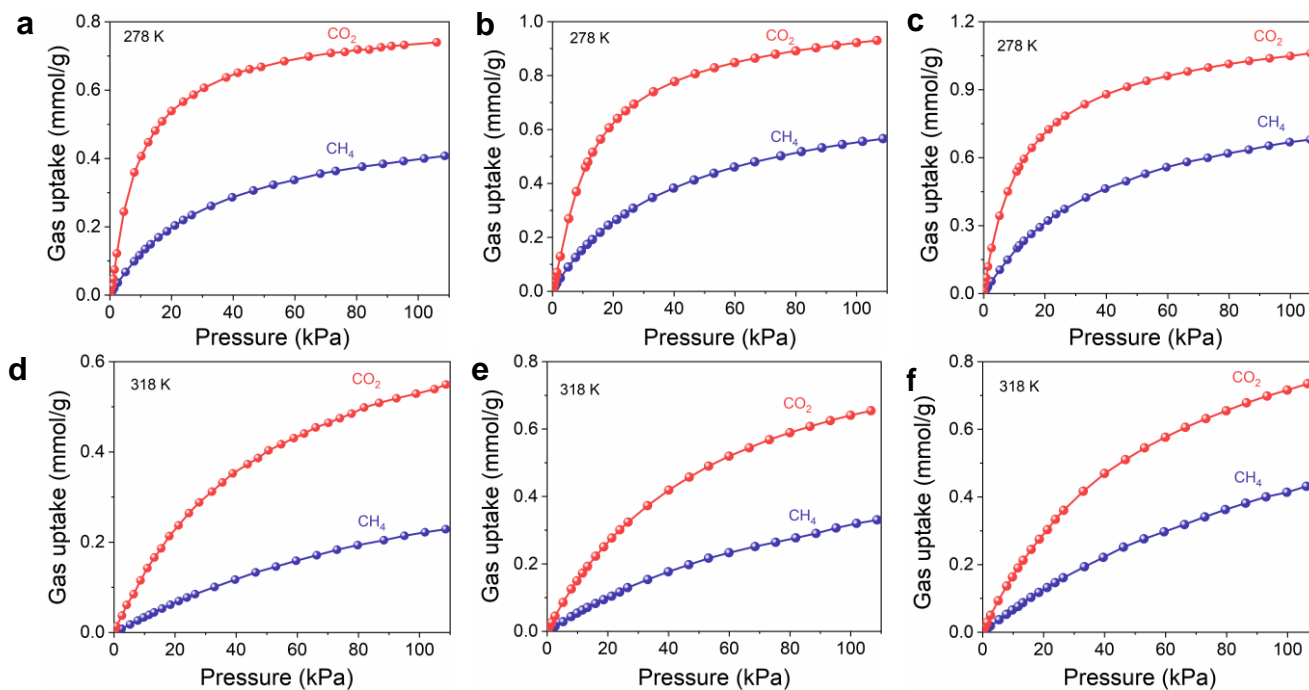 a
278 K
CO₂
CH₄
0.8
0.6
0.4
0.2
0.0
0 20 40 60 80 100
Gas uptake (mmol/g)
Pressure (kPa)
b
278 K
CO₂
CH₄
1.0
0.8
0.6
0.4
0.2
0.0
0 20 40 60 80 100
Gas uptake (mmol/g)
Pressure (kPa)
c
278 K
CO₂
CH₄
1.2
0.9
0.6
0.3
0.0
0 20 40 60 80 100
Gas uptake (mmol/g)
Pressure (kPa)
d
318 K
CO₂
CH₄
0.6
0.4
0.2
0.0
0 20 40 60 80 100
Gas uptake (mmol/g)
Pressure (kPa)
e
318 K
CO₂
CH₄
0.8
0.6
0.4
0.2
0.0
0 20 40 60 80 100
Gas uptake (mmol/g)
Pressure (kPa)
f
318 K
CO₂
CH₄
0.8
0.6
0.4
0.2
0.0
0 20 40 60 80 100
Gas uptake (mmol/g)
Pressure (kPa)